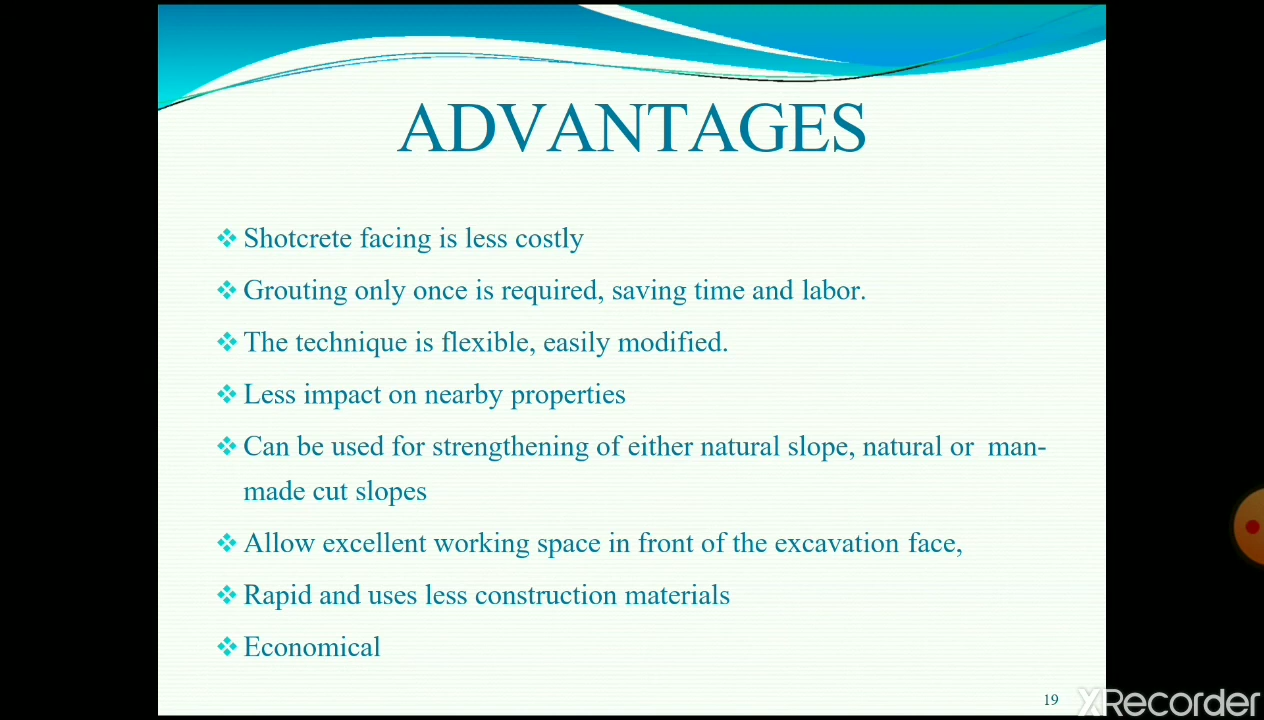 ADVANTAGES
Shotcrete facing is less costly
Grouting only once is required, saving time and labor.
The technique is flexible, easily modified.
Less impact on nearby properties
Can be used for strengthening of either natural slope, natural or man-
made cut slopes
Allow excellent working space in front of the excavation face,
Rapid and uses less construction materials
Economical
19
XRecorder